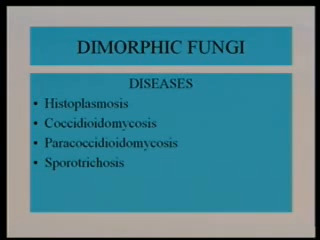 DIMORPHIC FUNGI
DISEASES
• Histoplasmosis
• Coccidioidomycosis
• Paracoccidioidomycosis
• Sporotrichosis